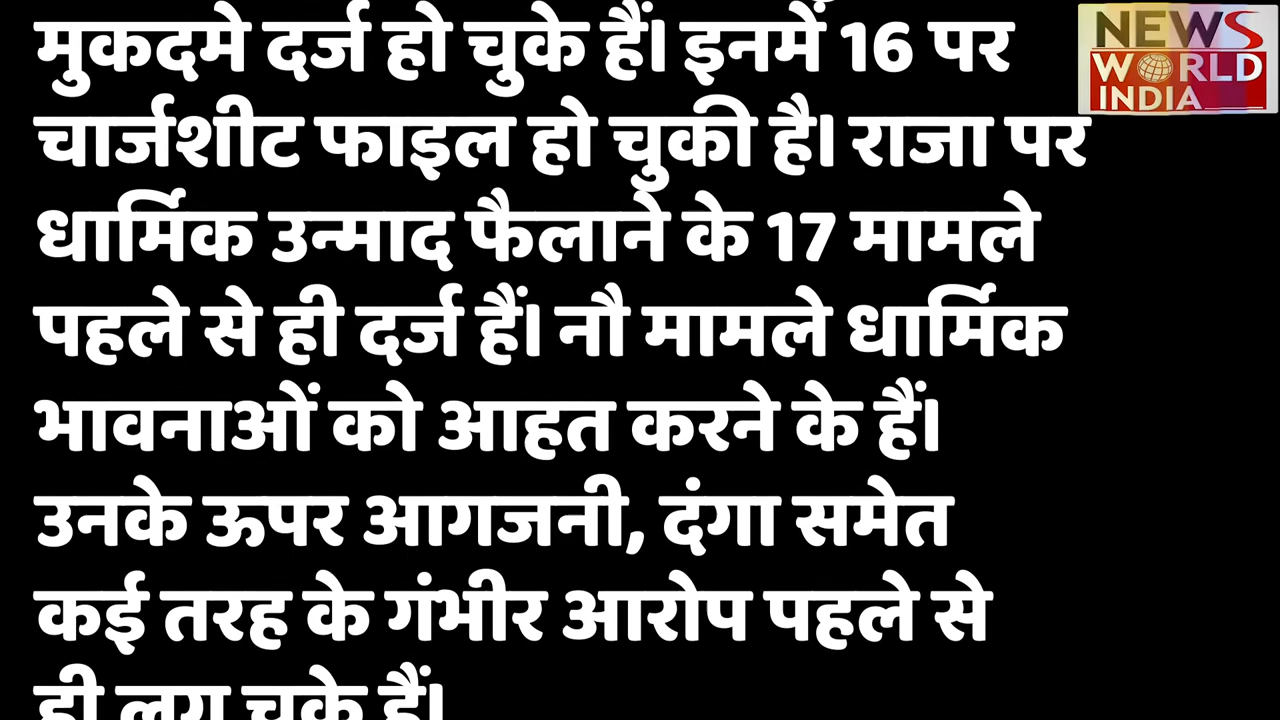 मुकदमे दर्ज हो चुके हैं। इनमें 16 पर
चार्जशीट फाइल हो चुकी है। राजा पर
धार्मिक उन्माद फैलाने के 17 मामले
पहले से ही दर्ज हैं। नौ मामले धार्मिक
भावनाओं को आहत करने के हैं।
उनके ऊपर आगजनी, दंगा समेत
कई तरह के गंभीर आरोप पहले से
ही लग चुके हैं।
NEWS
WORLD
INDIA